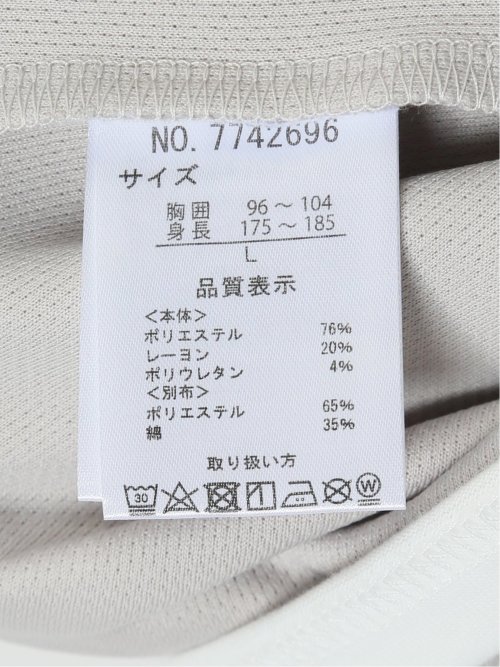 NO. 7742696
サイズ
胸囲 96～104
身長 175～185
L
品質表示
＜本体＞
ポリエステル 76%
レーヨン 20%
ポリウレタン 4%
＜別布＞
ポリエステル 65%
綿 35%
取り扱い方
30
W